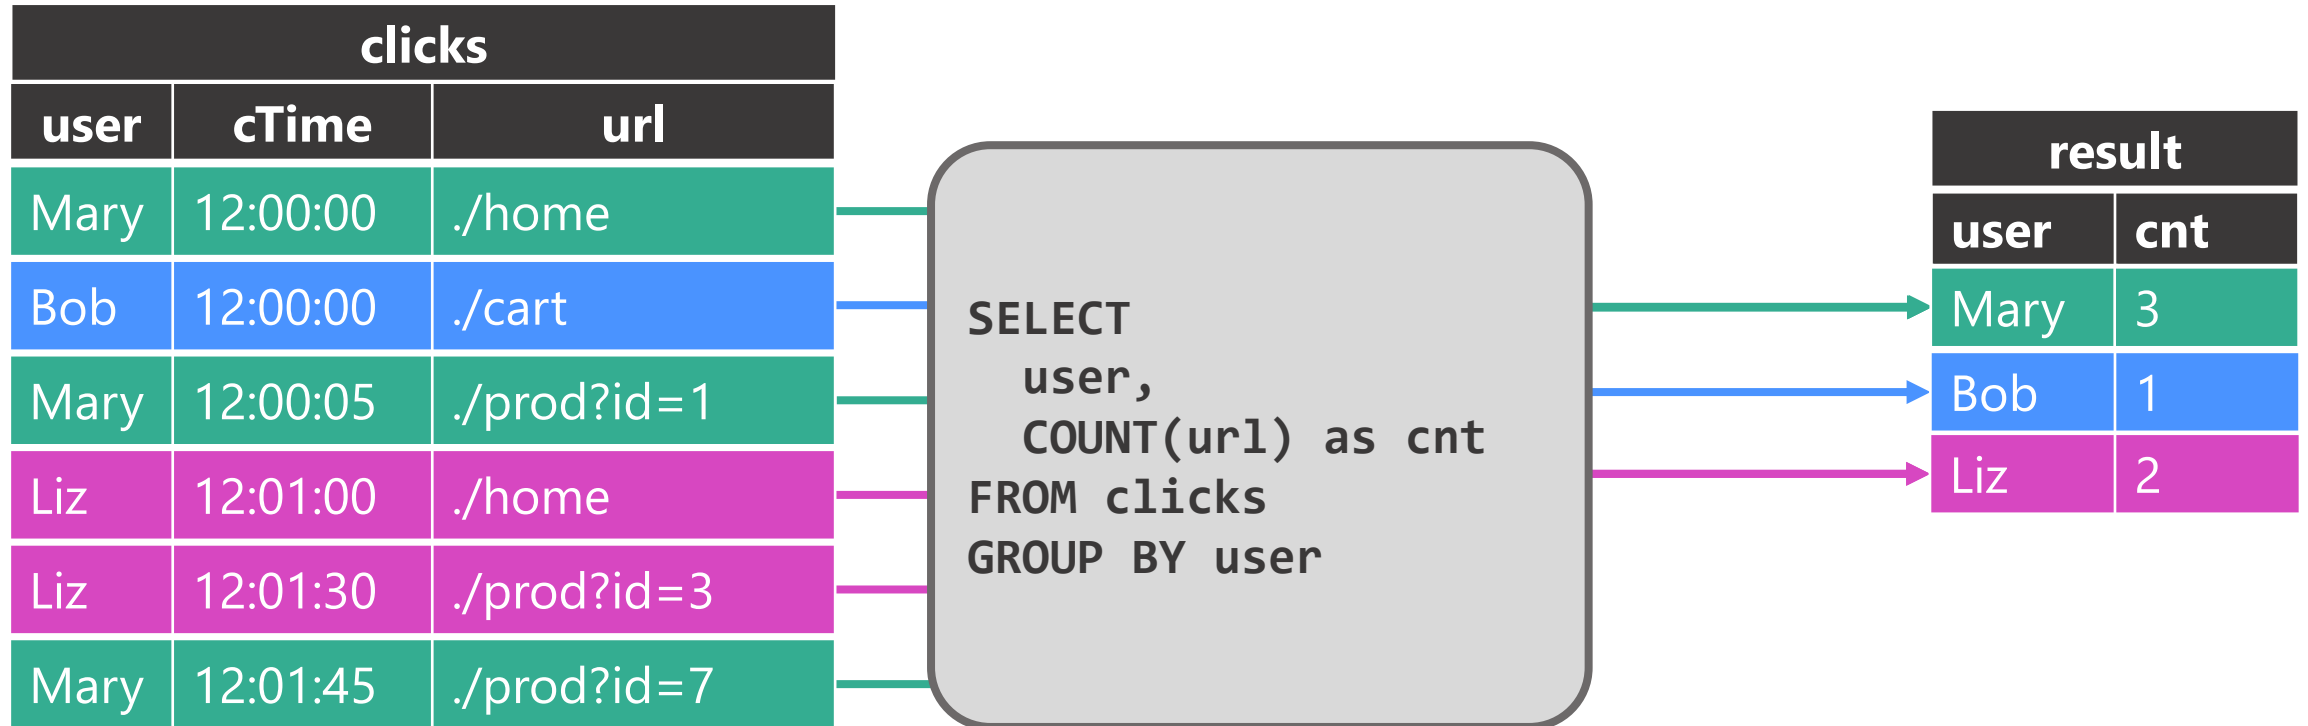 clicks
user cTime url
Mary 12:00:00 ./home
Bob 12:00:00 ./cart
Mary 12:00:05 ./prod?id=1
Liz 12:01:00 ./home
Liz 12:01:30 ./prod?id=3
Mary 12:01:45 ./prod?id=7
SELECT
user,
COUNT(url) as cnt
FROM clicks
GROUP BY user
result
user cnt
Mary 3
Bob 1
Liz 2